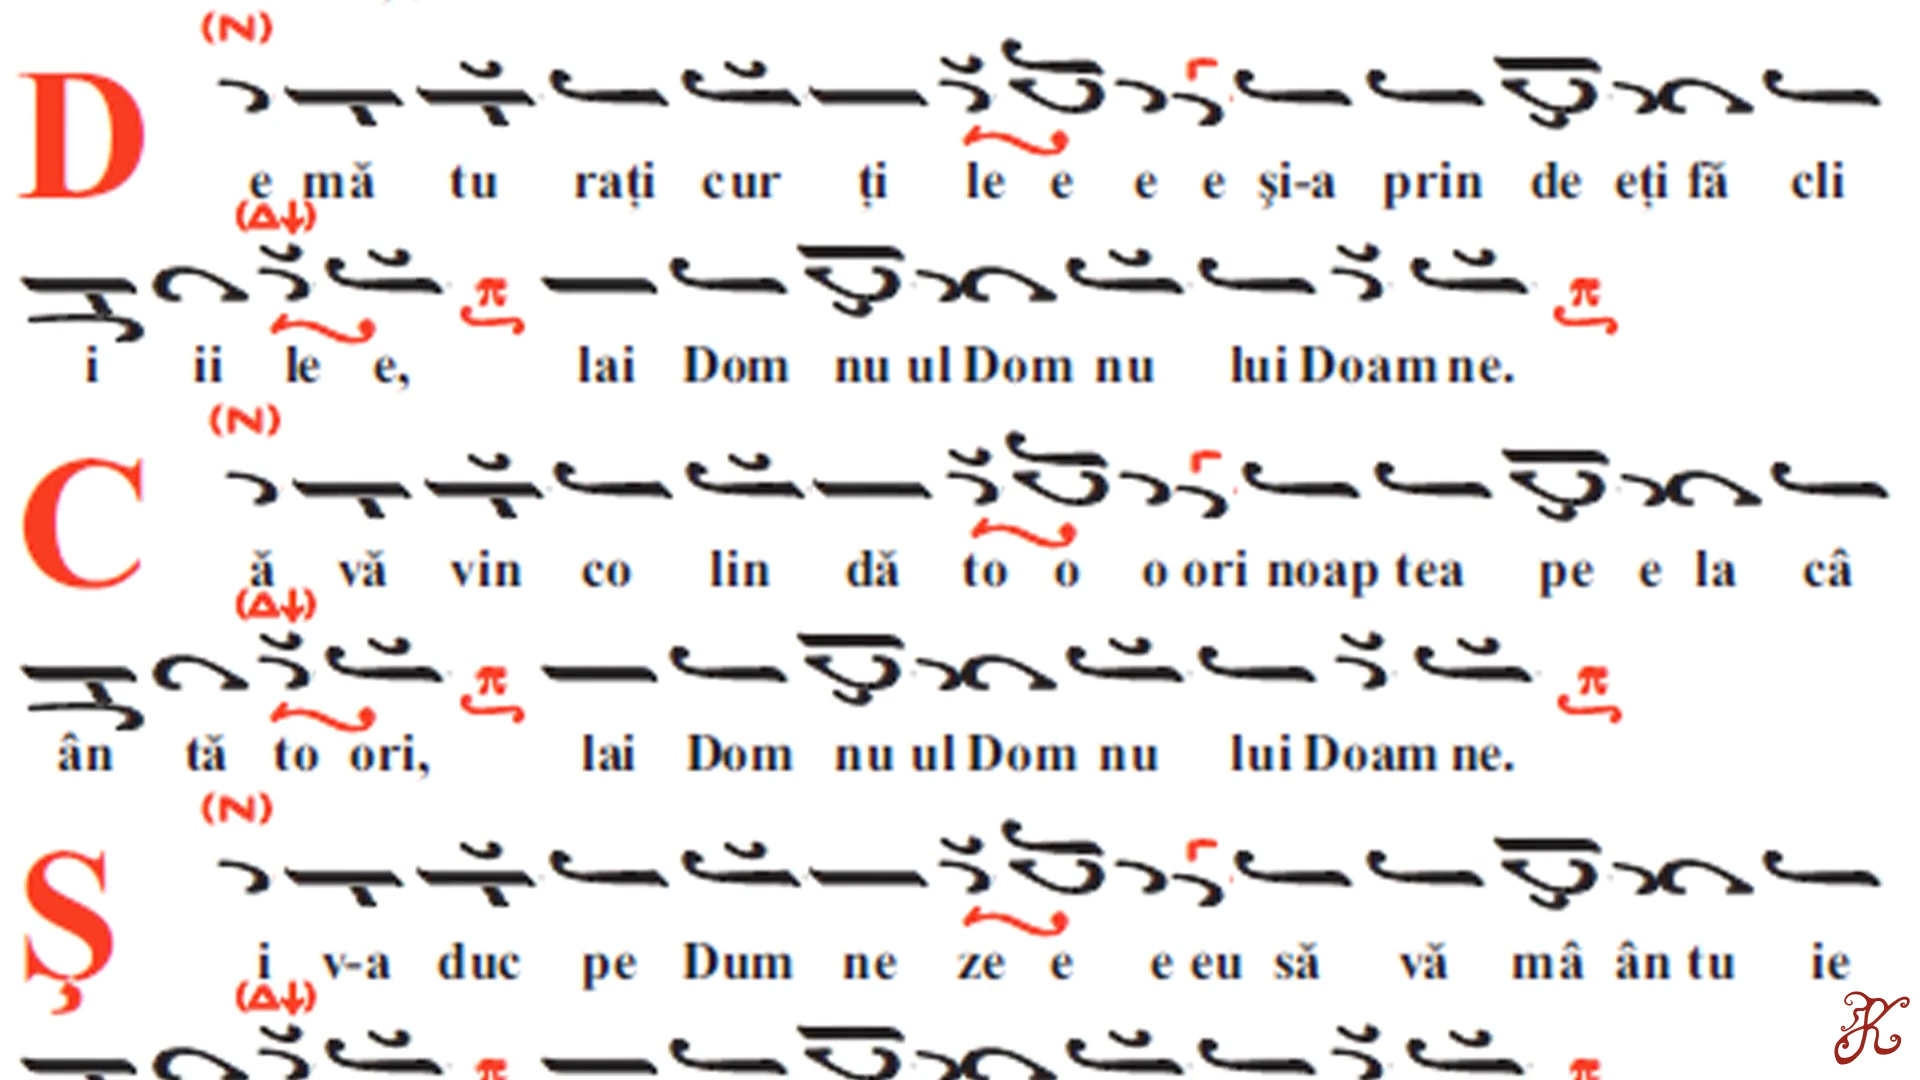 (N)
D e mă tu rați cur ți le e e e și-a prin de eți fă cli
(Δ↓)
π π
i ii le e, lai Dom nu ul Dom nu lui Doam ne.
(N)
C ă vă vin co lin dă to o o ori noap tea pe e la câ
(Δ↓)
π π
ân tă to ori, lai Dom nu ul Dom nu lui Doam ne.
(N)
Ș i v-a duc pe Dum ne ze e e eu să vă mâ ân tu ie
(Δ↓)
π π
K